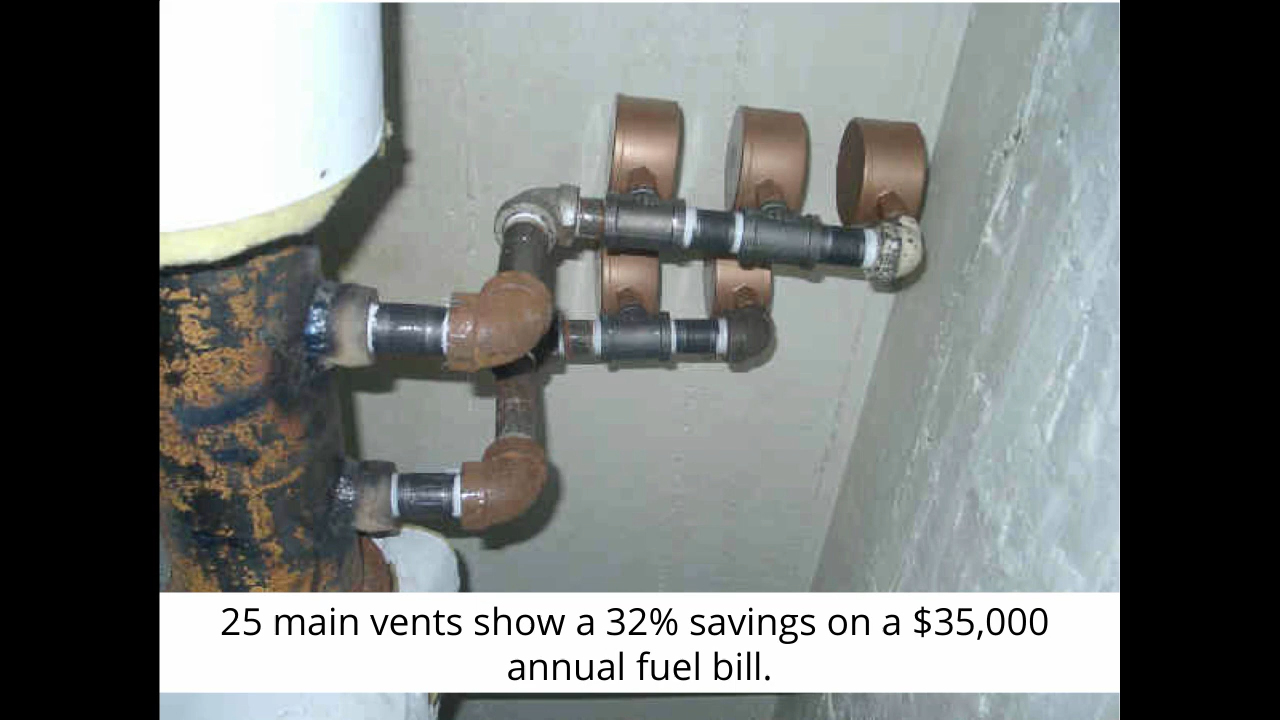 25 main vents show a 32% savings on a $35,000
annual fuel bill.